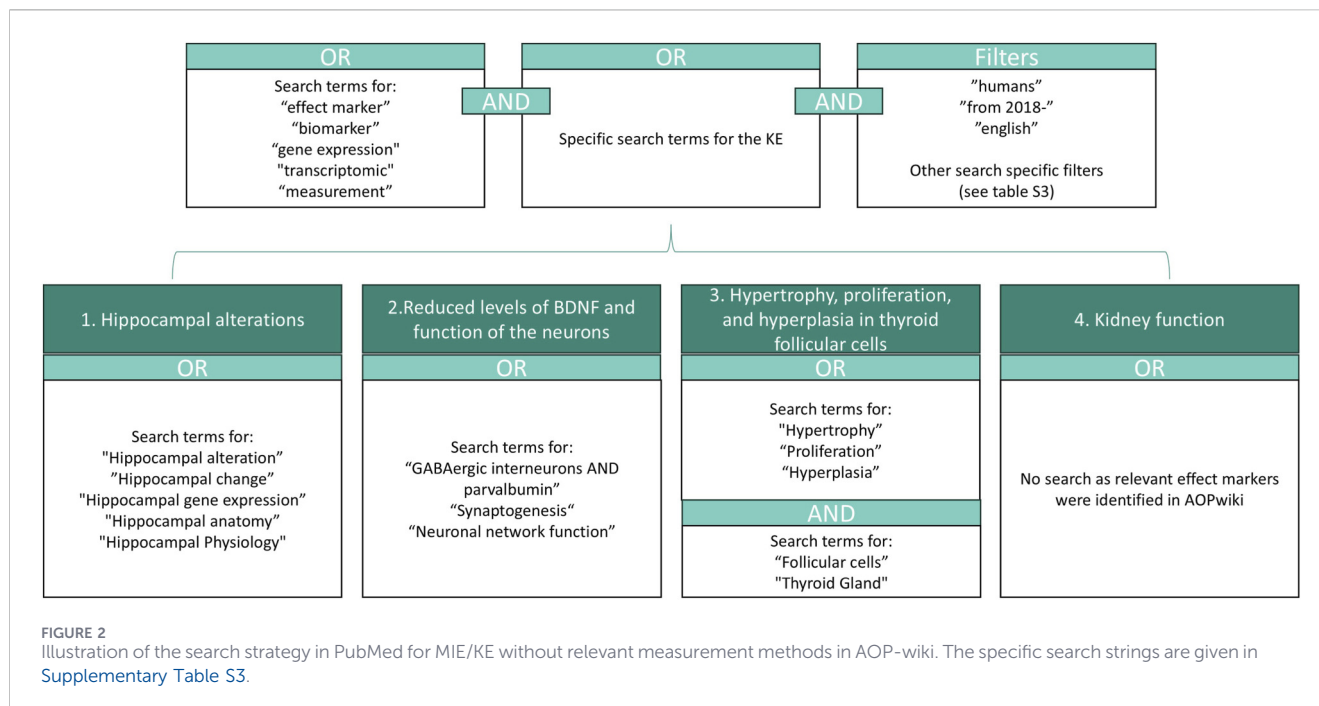 OR
Search terms for:
“effect marker”
“biomarker”
“gene expression"
"transcriptomic"
“measurement”
AND
OR
Specific search terms for the KE
AND
Filters
”humans”
”from 2018-”
”english”
Other search specific filters
(see table S3)
1. Hippocampal alterations
OR
Search terms for:
"Hippocampal alteration”
”Hippocampal change”
"Hippocampal gene expression”
”Hippocampal anatomy”
”Hippocampal Physiology"
2.Reduced levels of BDNF and
function of the neurons
OR
Search terms for:
“GABAergic interneurons AND
parvalbumin”
“Synaptogenesis“
“Neuronal network function”
3. Hypertrophy, proliferation,
and hyperplasia in thyroid
follicular cells
OR
Search terms for:
"Hypertrophy”
“Proliferation”
“Hyperplasia”
AND
Search terms for:
“Follicular cells”
"Thyroid Gland"
4. Kidney function
OR
No search as relevant effect markers
were identified in AOPwiki
FIGURE 2
Illustration of the search strategy in PubMed for MIE/KE without relevant measurement methods in AOP-wiki. The specific search strings are given in
Supplementary Table S3.